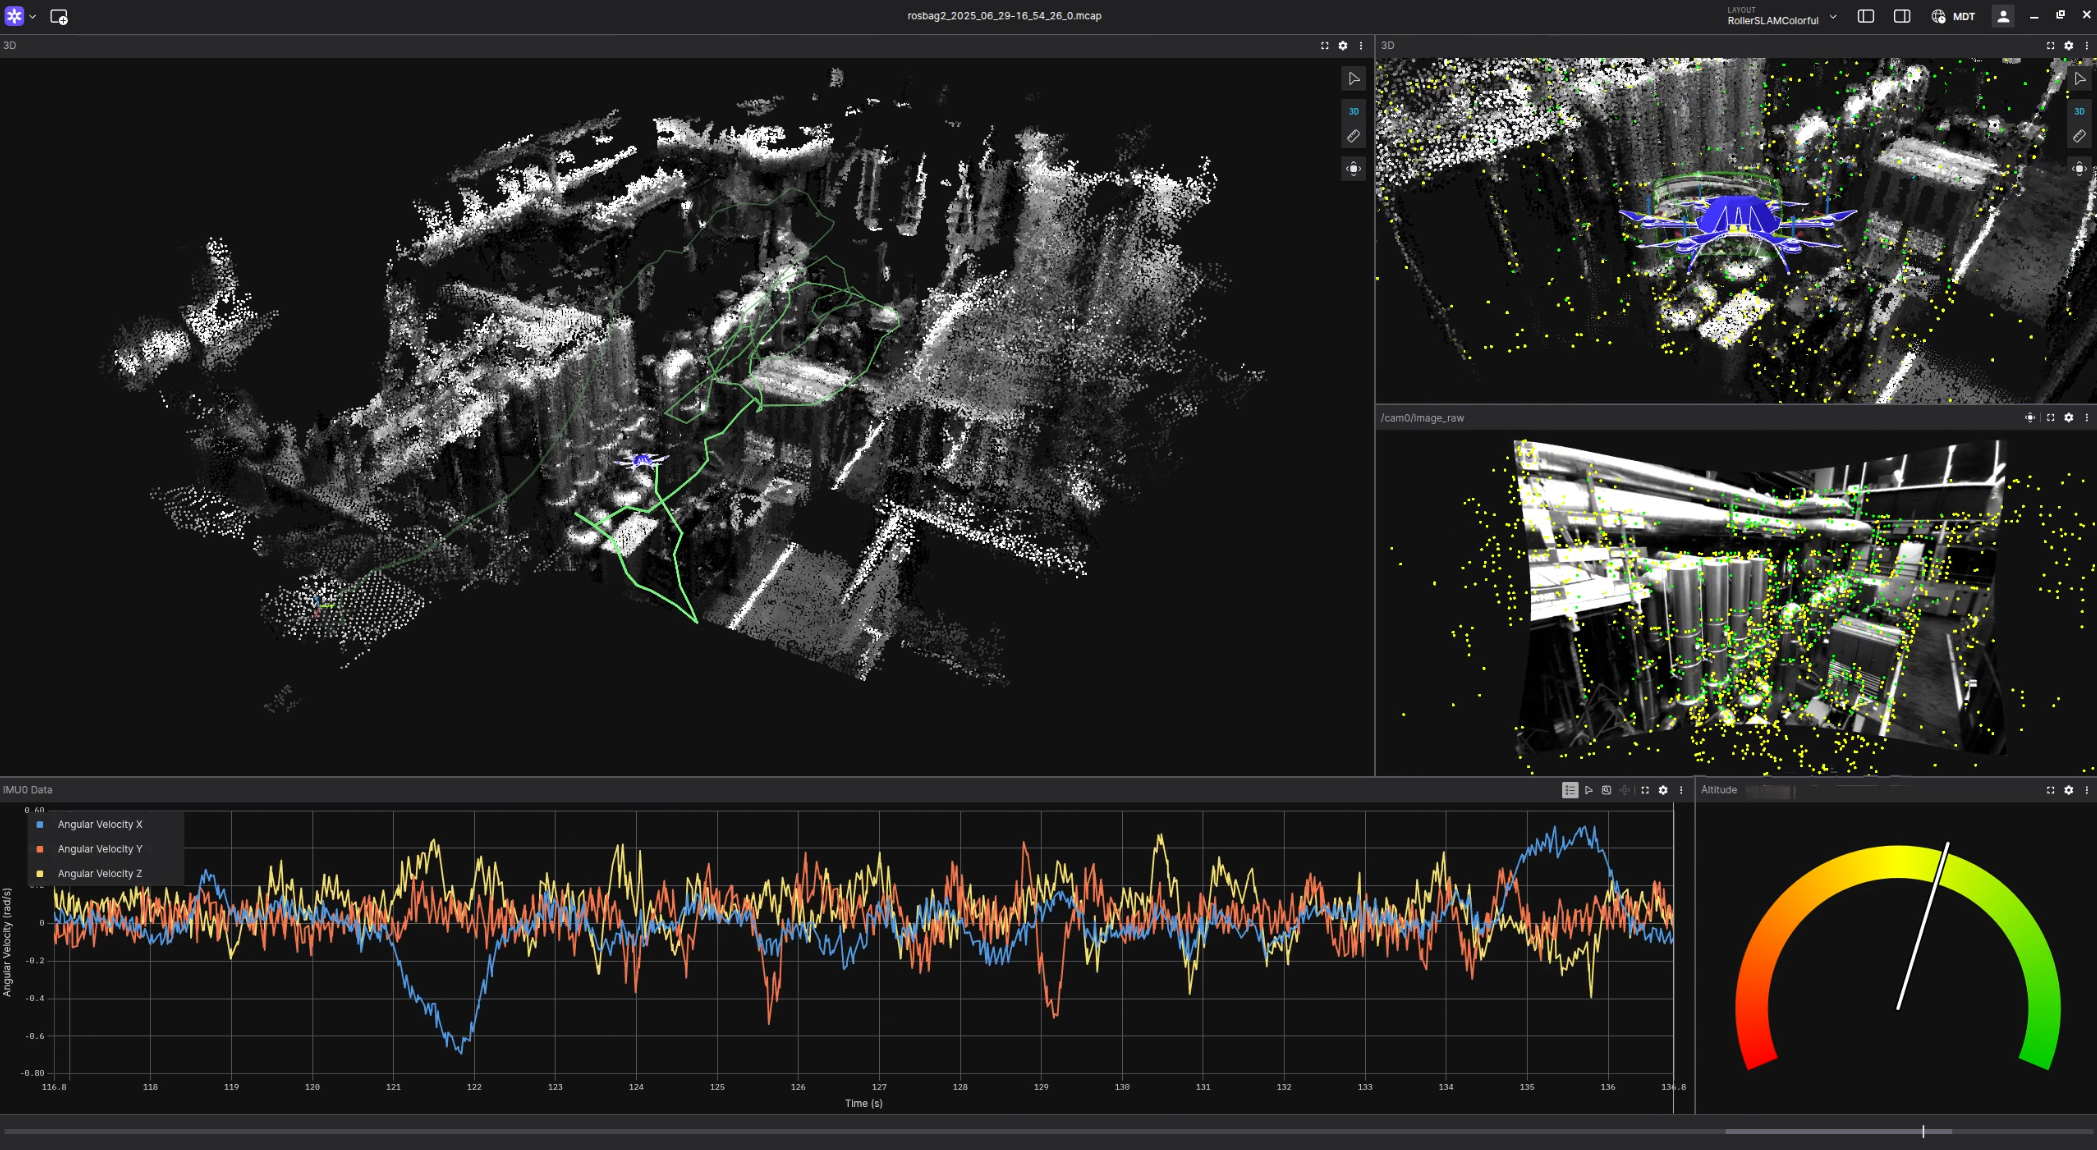 rosbag2_2025_06_29-16_54_26_0.mcap
LAYOUT
RollerSLAMColorful
MDT
3D
3D
3D
3D
/cam0/image_raw
IMU0 Data
Altitude
0.60
Angular Velocity X
Angular Velocity Y
Angular Velocity Z
0
-0.2
-0.4
-0.6
-0.80
Angular Velocity (rad/s)
116.8 118 119 120 121 122 123 124 125 126 127 128 129 130 131 132 133 134 135 136 136.8
Time (s)